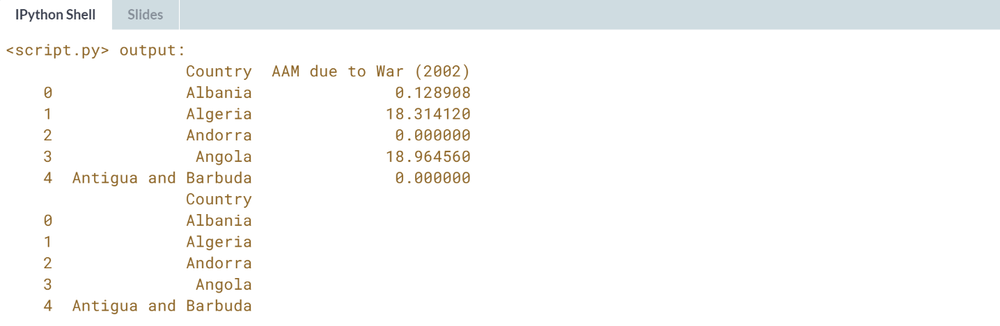 IPython Shell Slides
<script.py> output:
Country AAM due to War (2002)
0 Albania 0.128908
1 Algeria 18.314120
2 Andorra 0.000000
3 Angola 18.964560
4 Antigua and Barbuda 0.000000
Country
0 Albania
1 Algeria
2 Andorra
3 Angola
4 Antigua and Barbuda